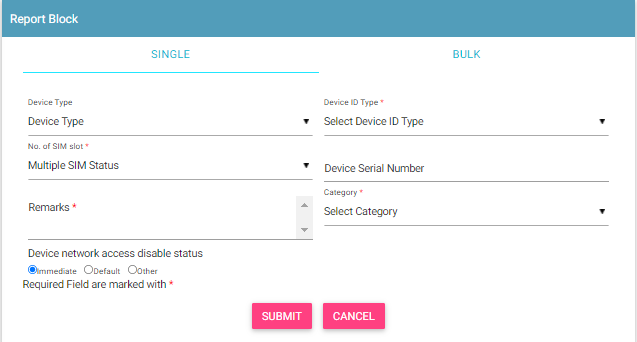 Report Block
SINGLE
BULK
Device Type
Device Type
Device ID Type *
Select Device ID Type
No. of SIM slot *
Multiple SIM Status
Device Serial Number
Remarks *
Category *
Select Category
Device network access disable status
Immediate Default Other
Required Field are marked with *
SUBMIT
CANCEL